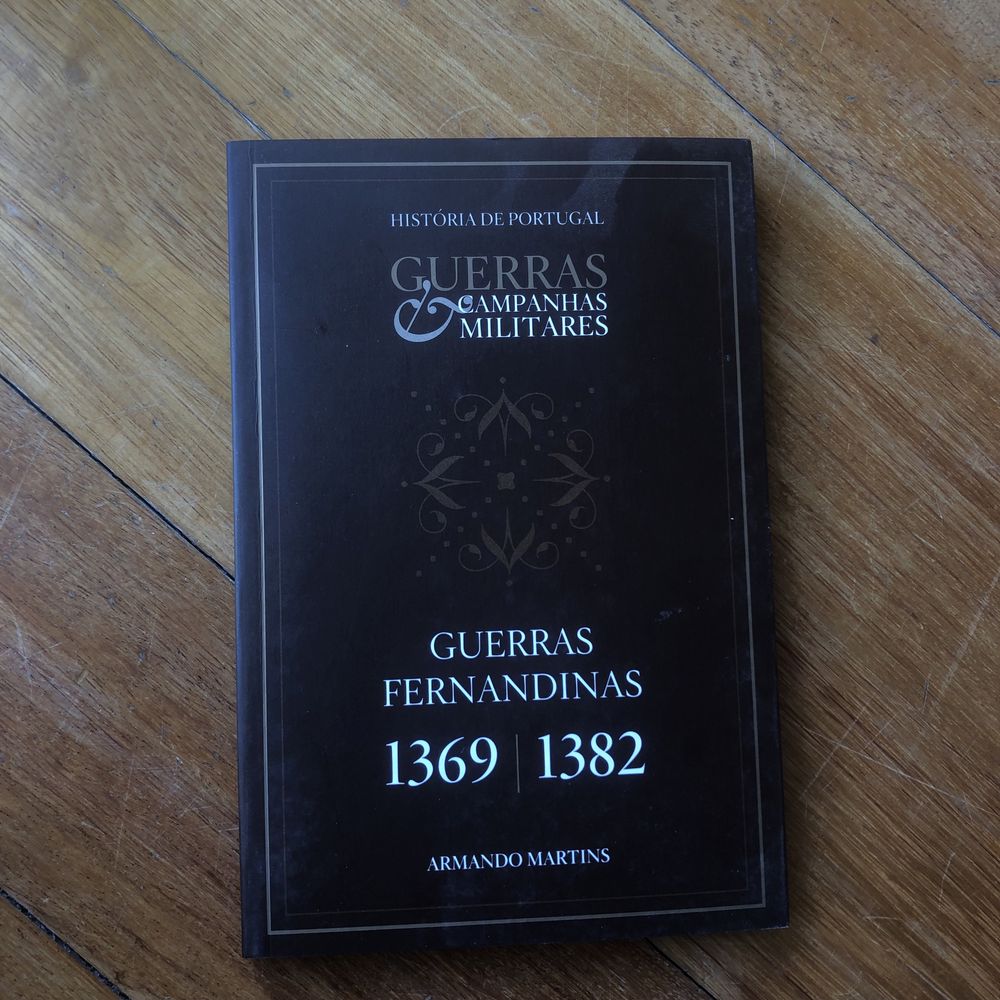 HISTÓRIA DE PORTUGAL
GUERRAS
& CAMPANHAS
MILITARES
GUERRAS
FERNANDINAS
1369 | 1382
ARMANDO MARTINS